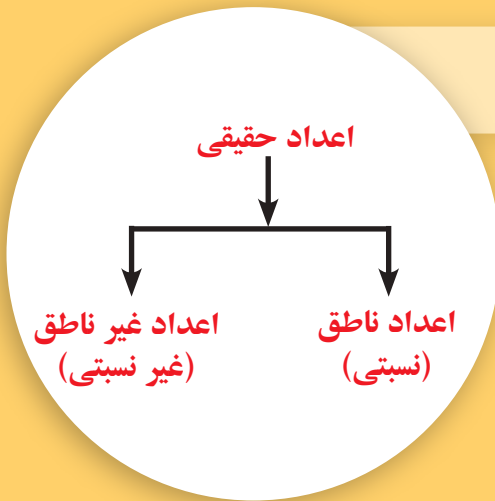 اعداد حقیقی
اعداد ناطق
(نسبتی)
اعداد غیر ناطق
(غیر نسبتی)